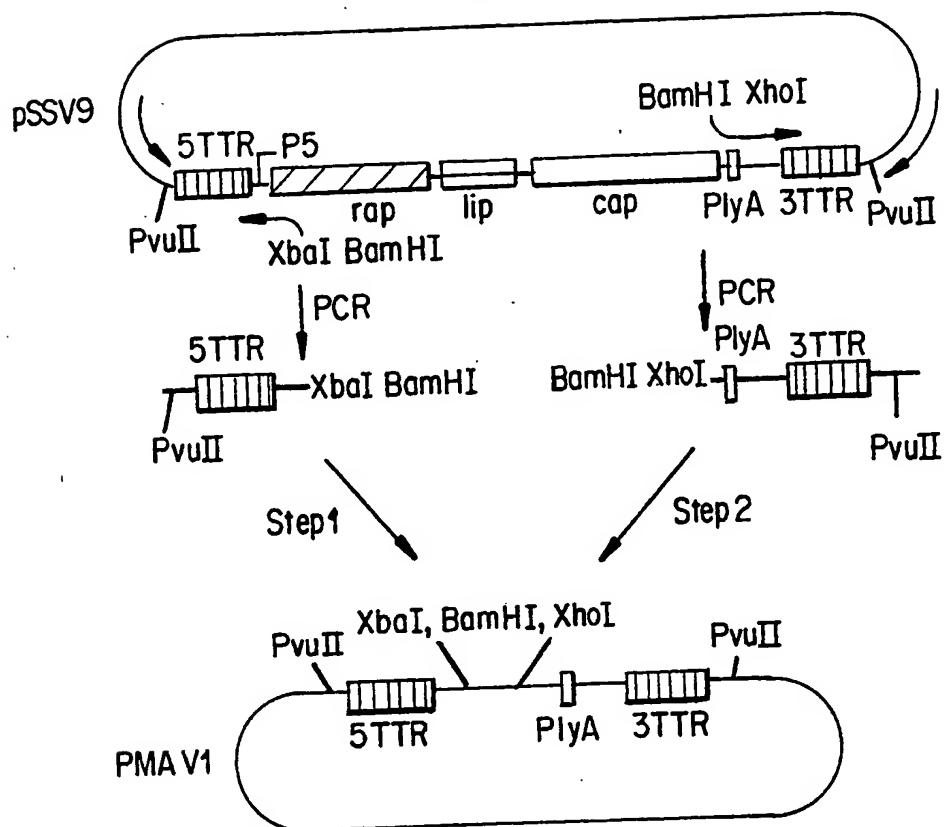 pSSV9
BamHI XhoI
5TTR P5
rap lip cap PlyA 3TTR
PvuII PvuII
XbaI BamHI
PCR PCR
5TTR PlyA 3TTR
XbaI BamHI BamHI XhoI
PvuII PvuII
Step1 Step2
XbaI, BamHI, XhoI
PvuII PvuII
5TTR PlyA 3TTR
PMA V1